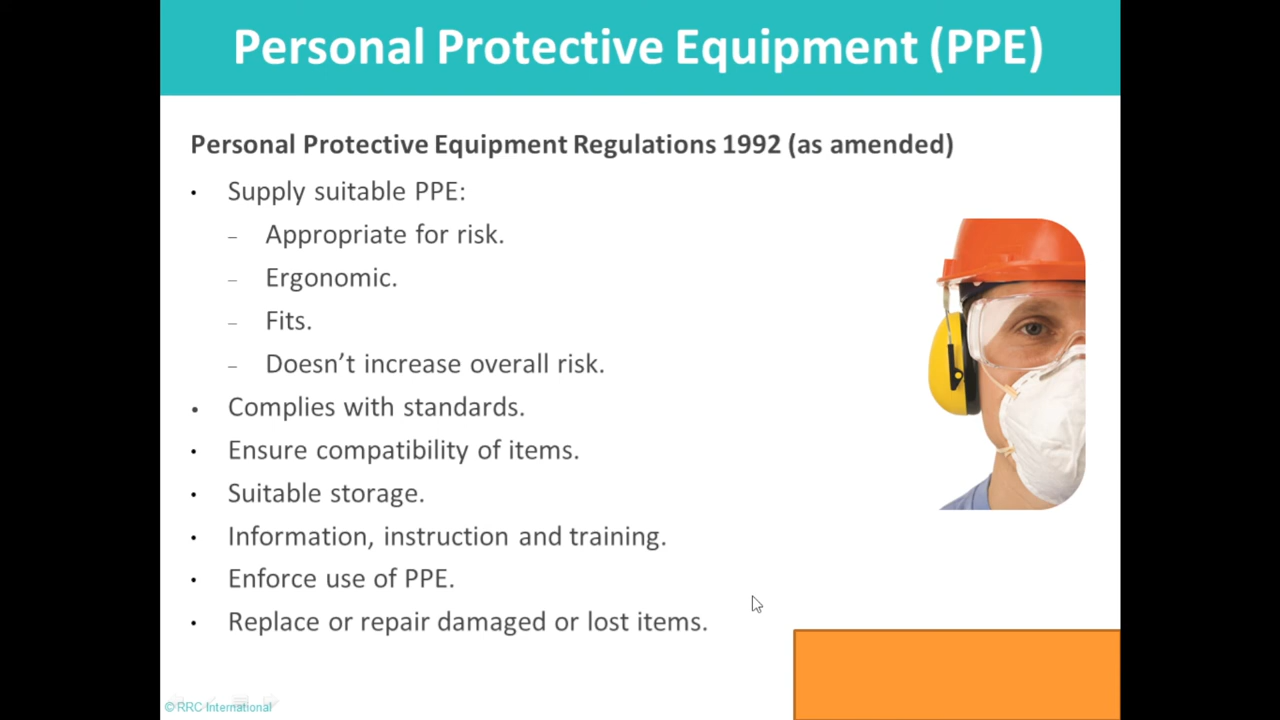 Personal Protective Equipment (PPE)
Personal Protective Equipment Regulations 1992 (as amended)
• Supply suitable PPE:
– Appropriate for risk.
– Ergonomic.
– Fits.
– Doesn’t increase overall risk.
• Complies with standards.
• Ensure compatibility of items.
• Suitable storage.
• Information, instruction and training.
• Enforce use of PPE.
• Replace or repair damaged or lost items.
© RRC International